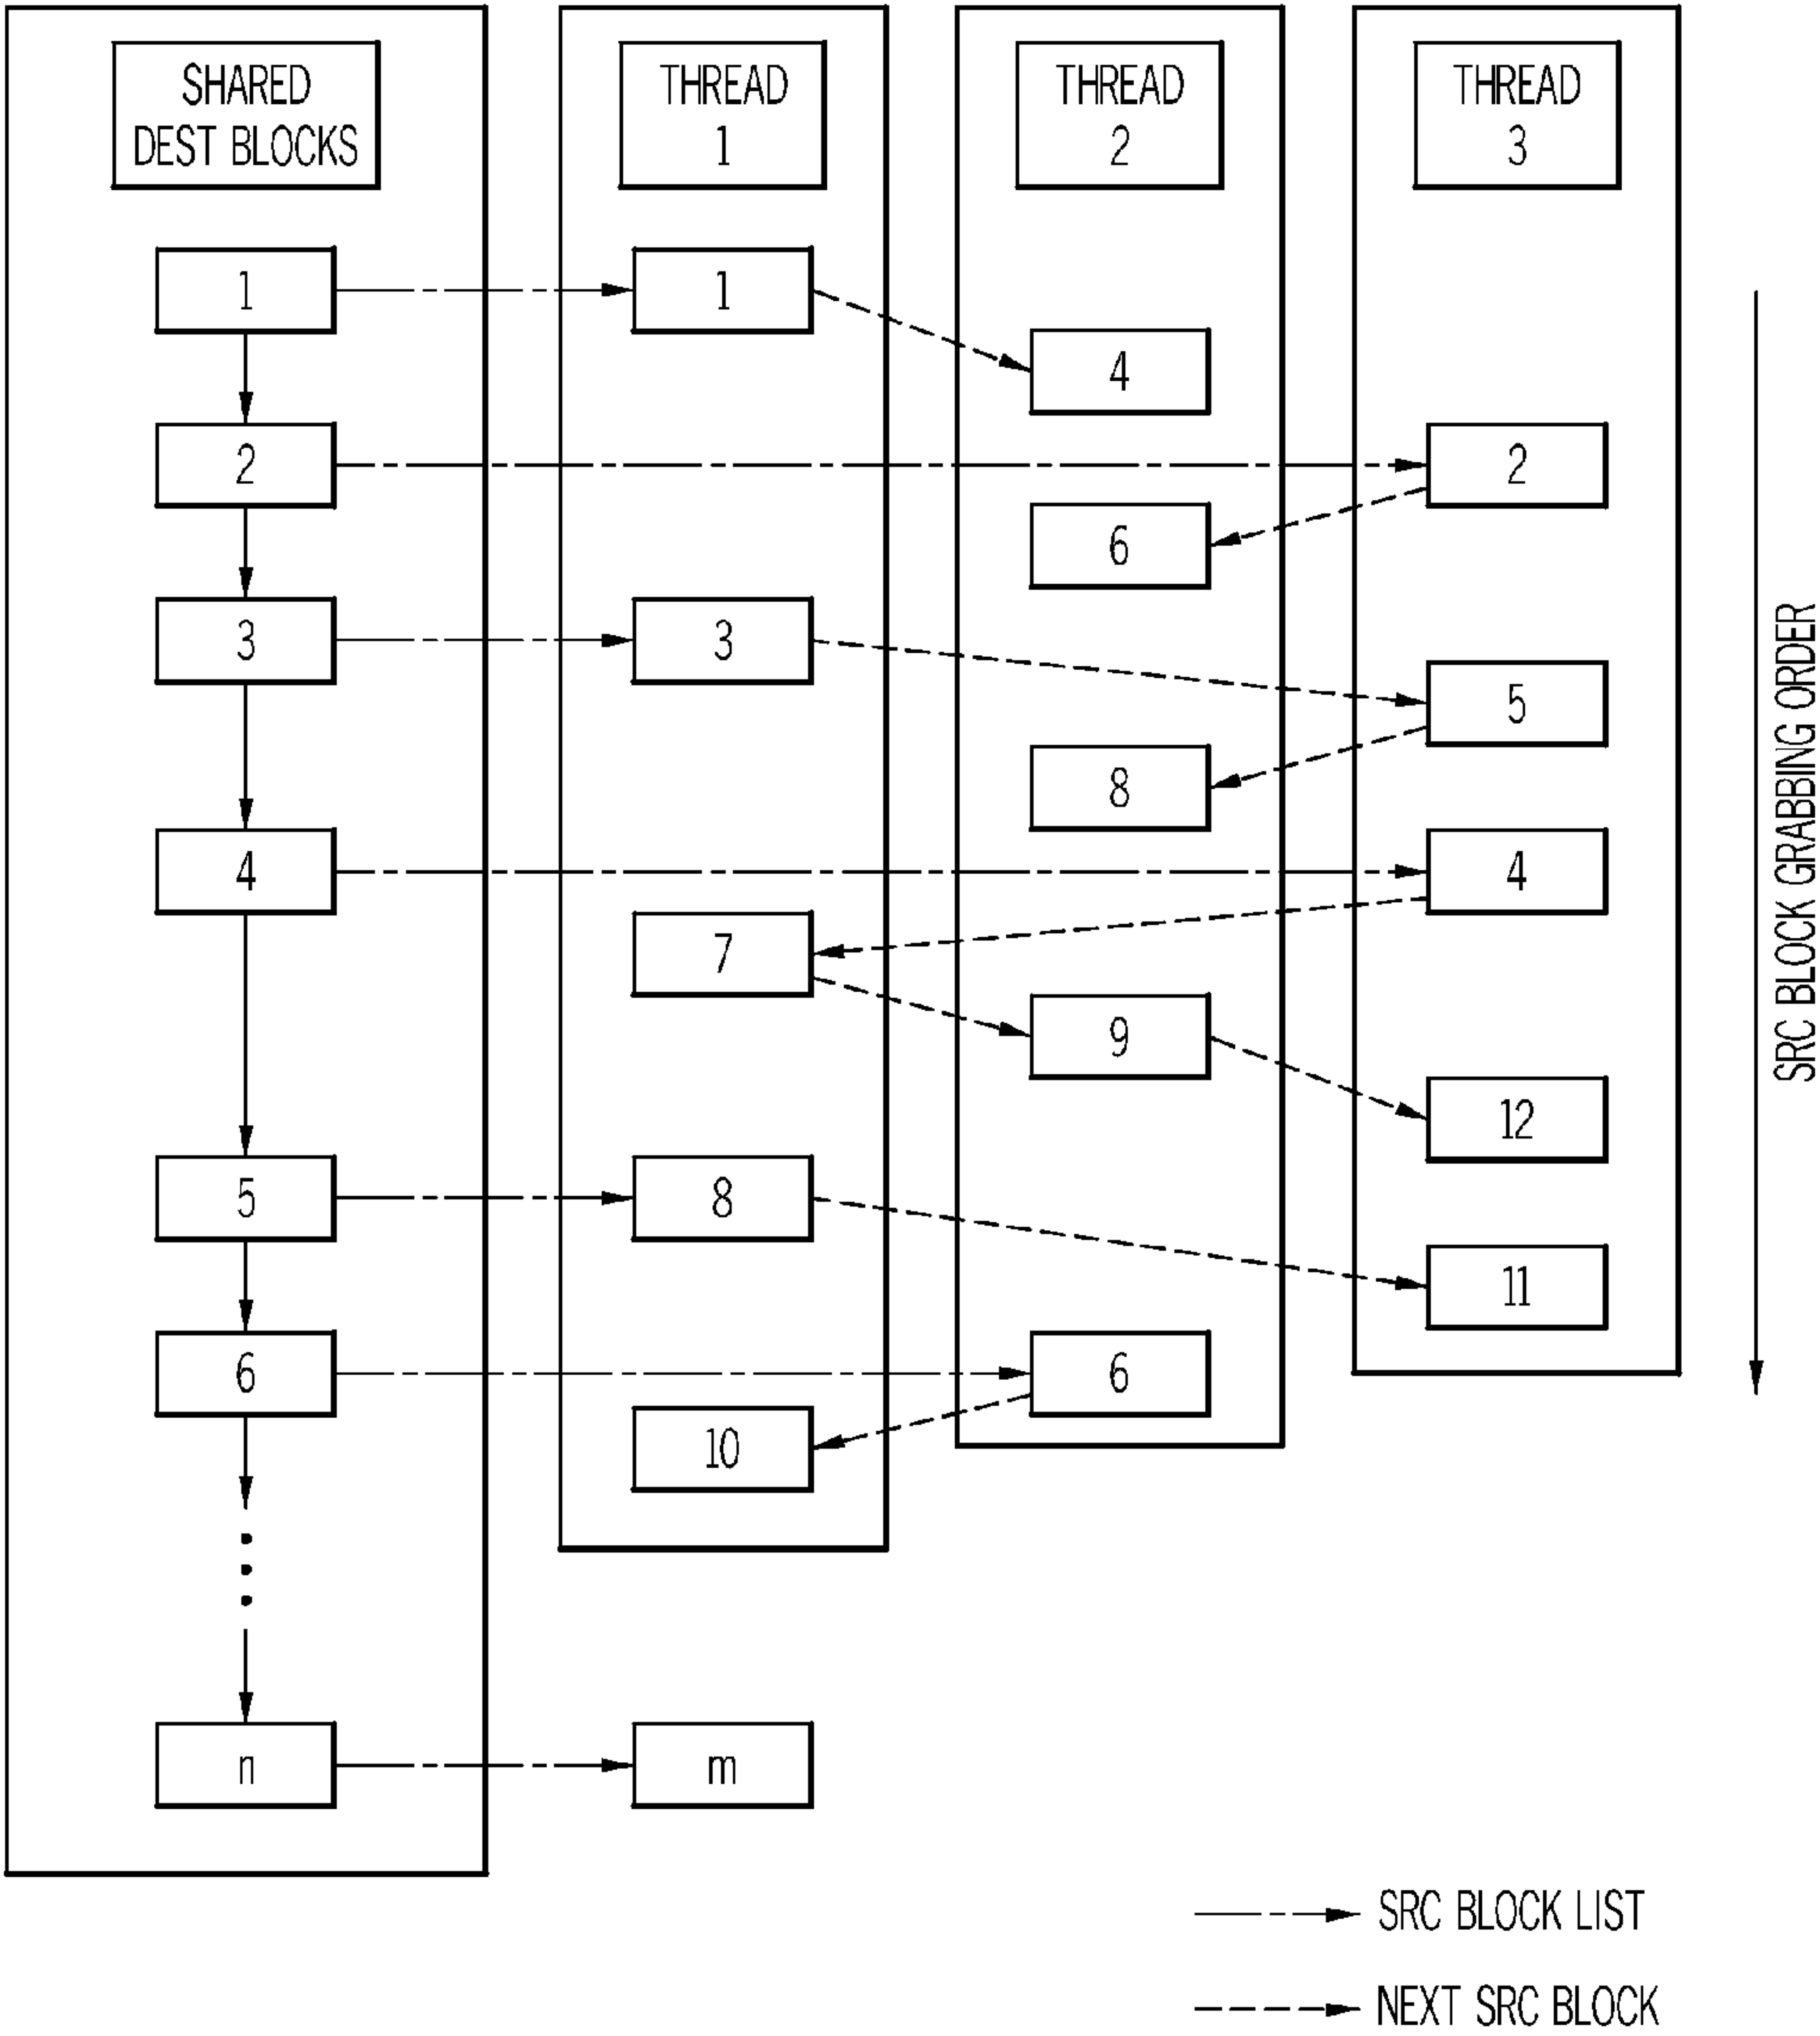 SHARED
DEST BLOCKS
THREAD
1
THREAD
2
THREAD
3
1
1
4
2
2
6
3
3
5
8
4
4
7
9
12
5
8
11
6
6
10
n
m
SRC BLOCK GRABBING ORDER
SRC BLOCK LIST
NEXT SRC BLOCK